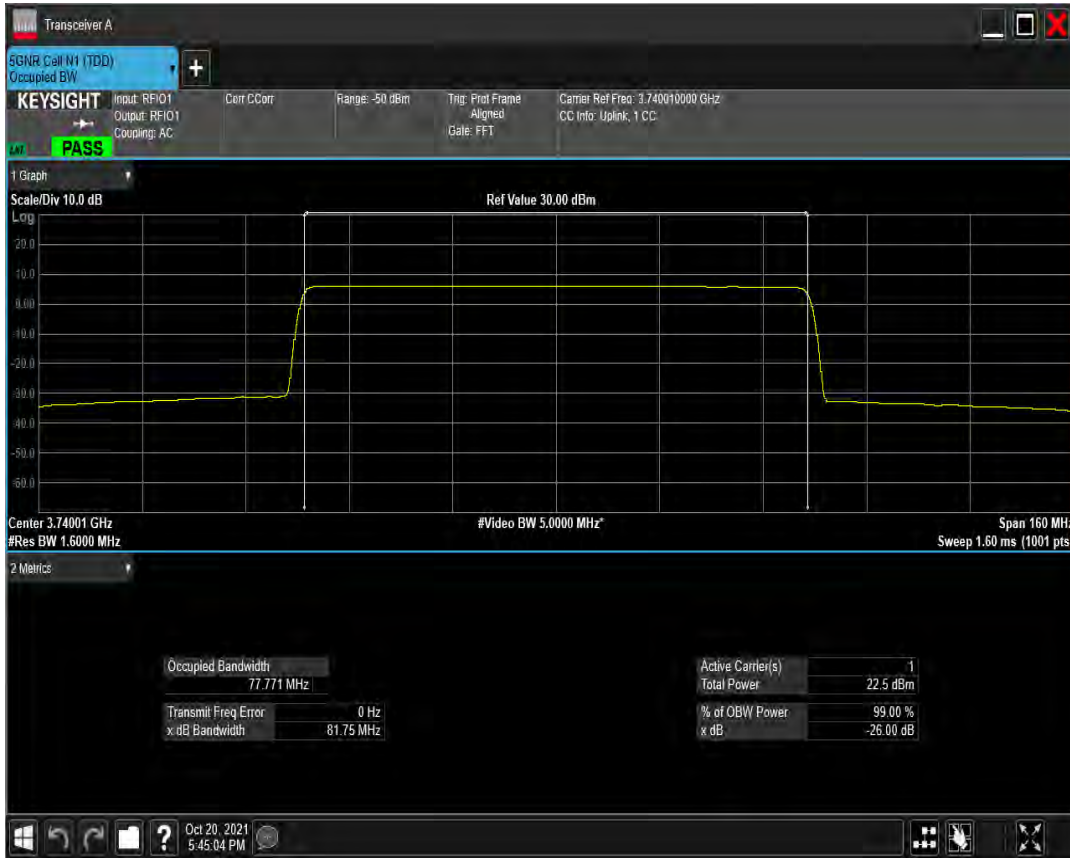 Transceiver A
5GNR Cell N1 (TDD)
Occupied BW
+
KEYSIGHT
Input: RFIO1
Output: RFIO1
Coupling: AC
Corr CCorr
Range: -50 dBm
Trig: Prot Frame
Aligned
Gate: FFT
Carrier Ref Freq: 3.740010000 GHz
CC Info: Uplink, 1 CC
PASS
1 Graph
Scale/Div 10.0 dB
Ref Value 30.00 dBm
Log
20.0
10.0
0.00
-10.0
-20.0
-30.0
-40.0
-50.0
-60.0
Center 3.74001 GHz
#Video BW 5.0000 MHz*
Span 160 MHz
#Res BW 1.6000 MHz
Sweep 1.60 ms (1001 pts
2 Metrics
Occupied Bandwidth
77.771 MHz
Transmit Freq Error 0 Hz
x dB Bandwidth 81.75 MHz
Active Carrier(s) 1
Total Power 22.5 dBm
% of OBW Power 99.00 %
x dB -26.00 dB
?
Oct 20, 2021
5:45:04 PM